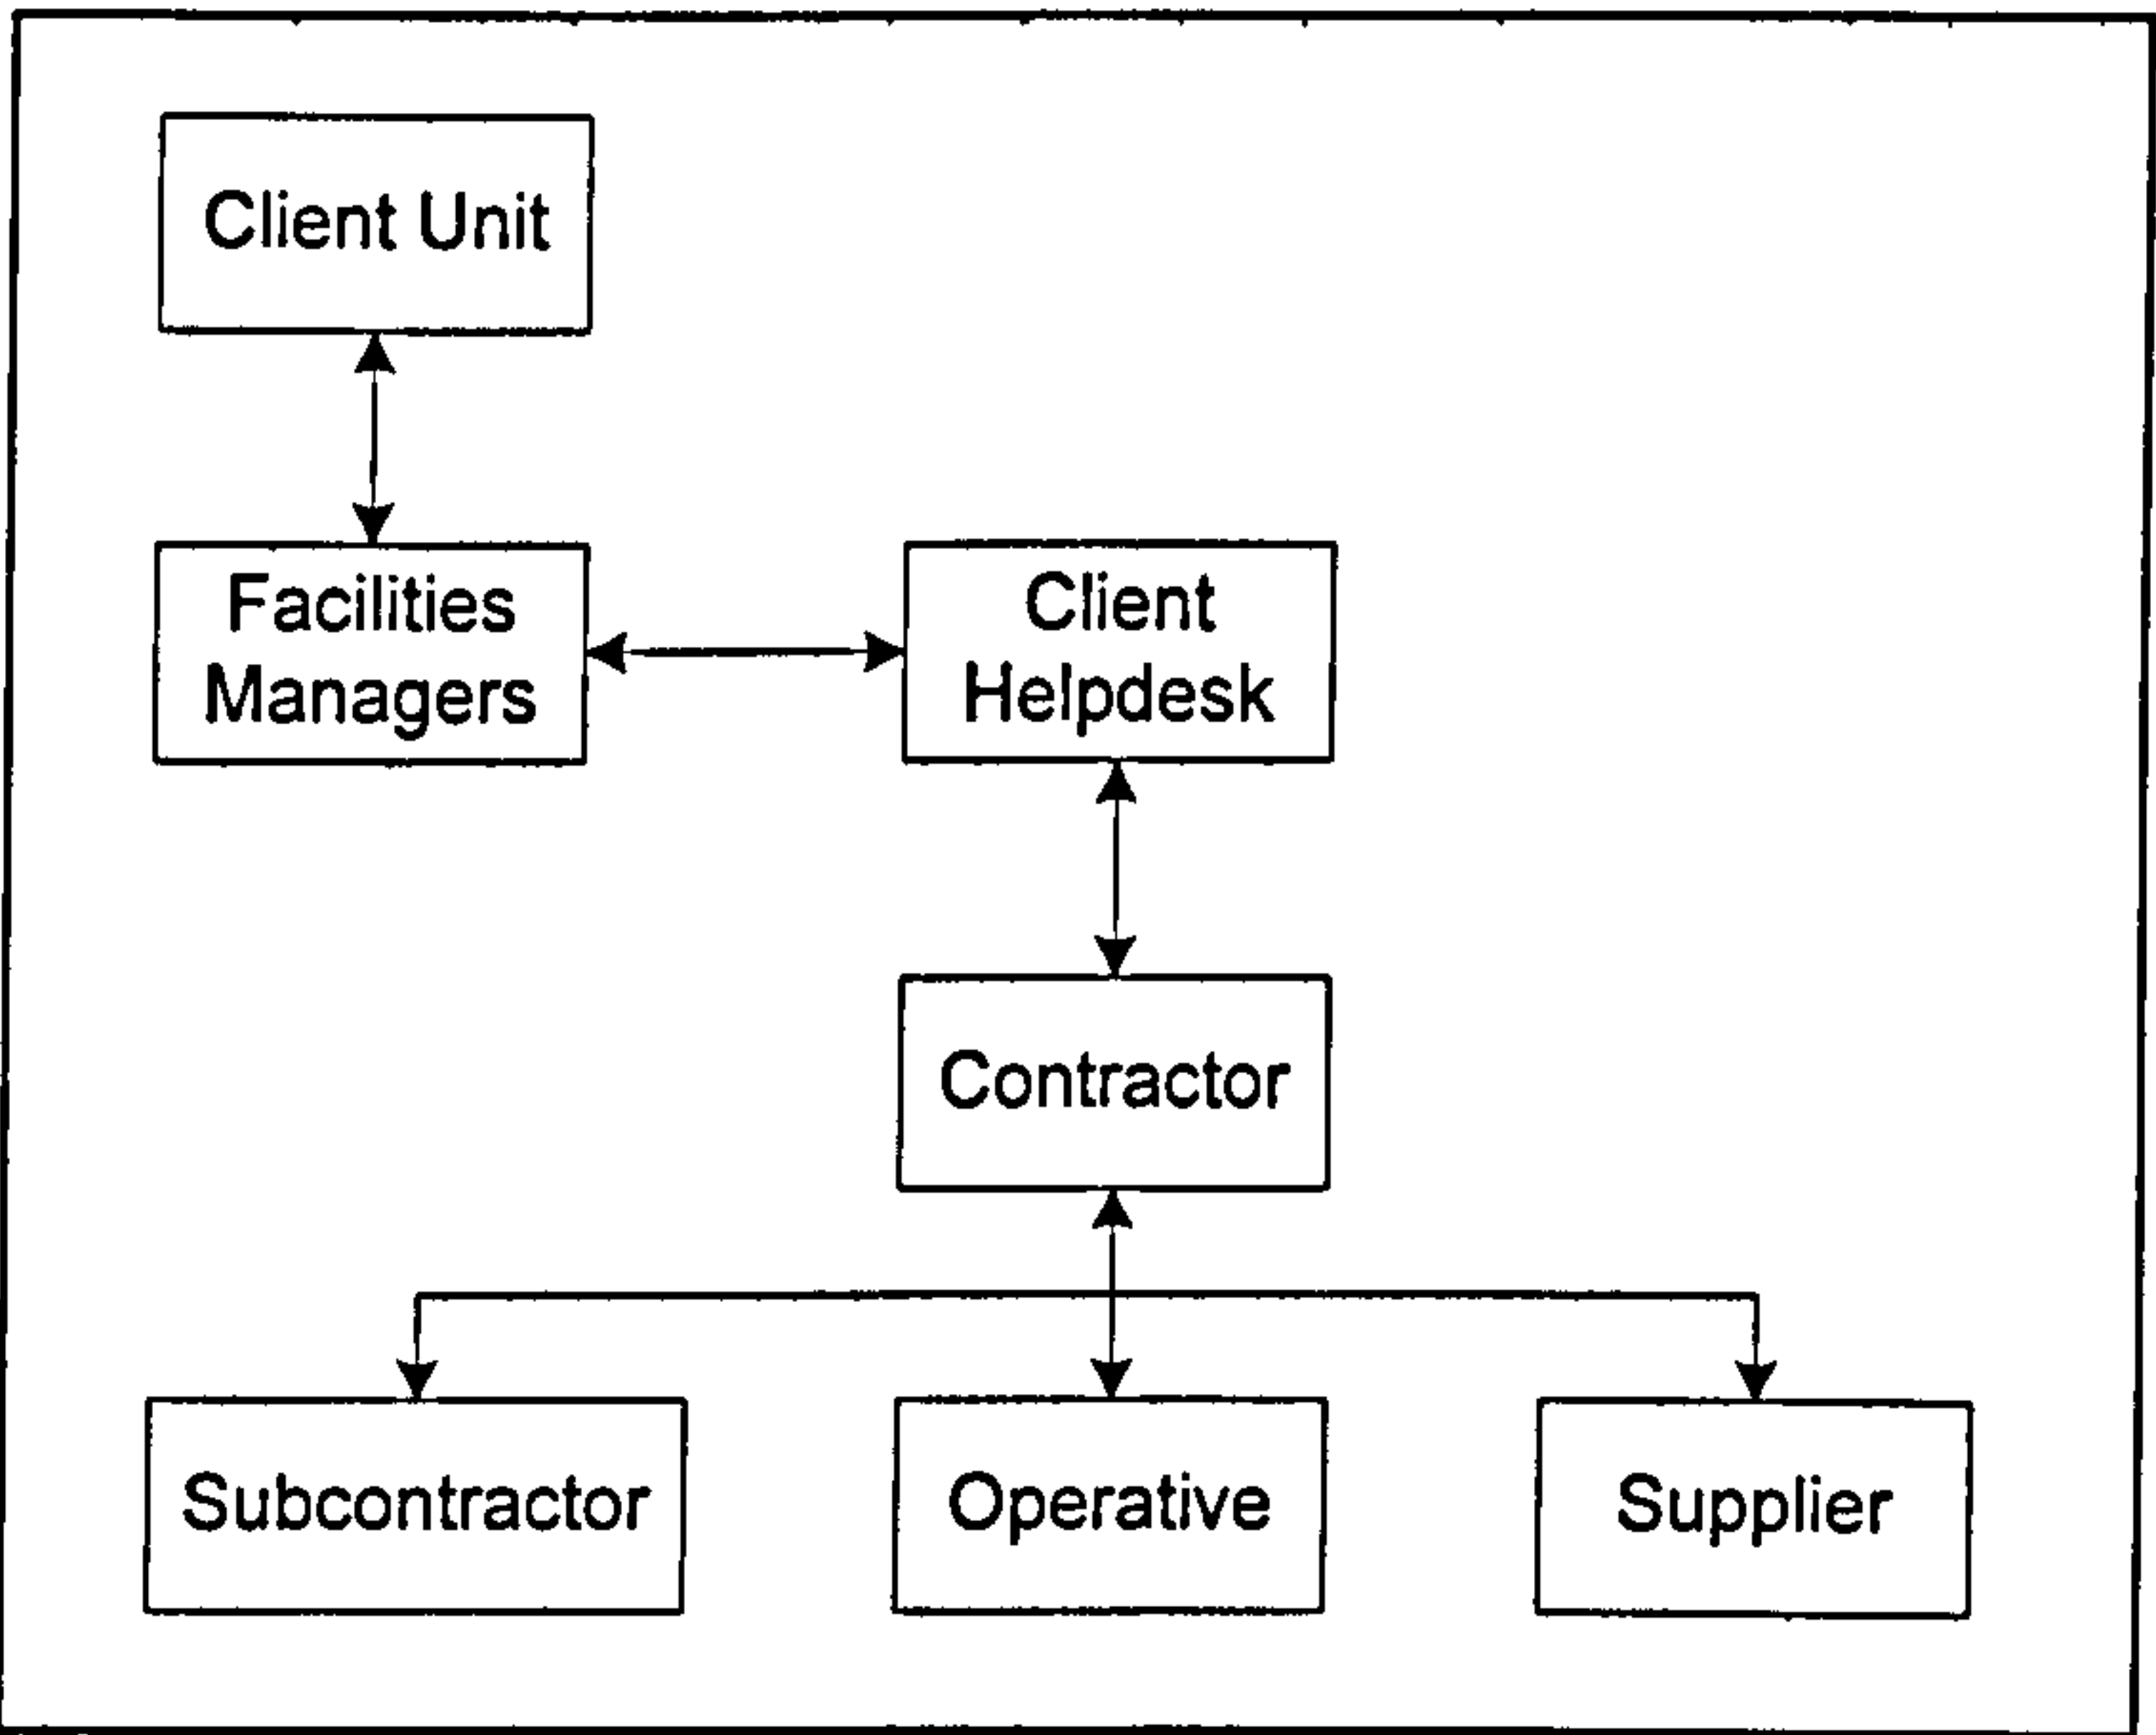 Client Unit
Facilities
Managers
Client
Helpdesk
Contractor
Subcontractor
Operative
Supplier